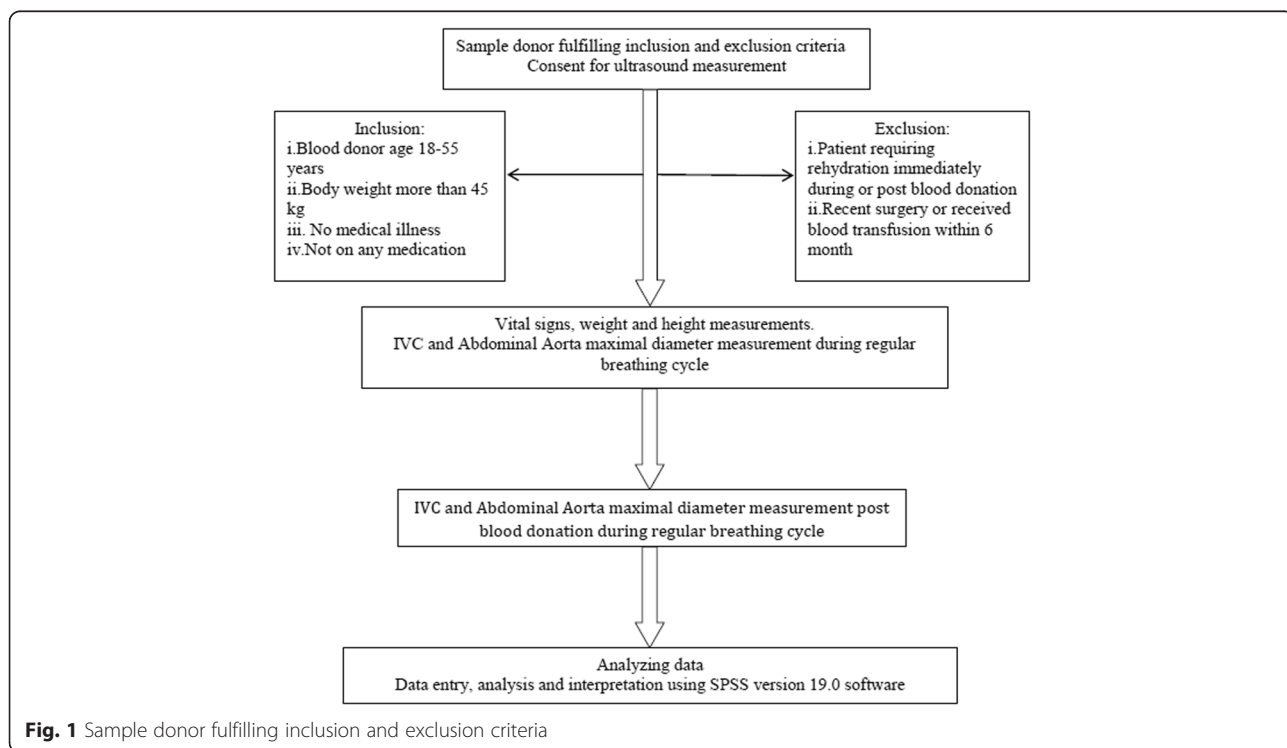 Sample donor fulfilling inclusion and exclusion criteria
Consent for ultrasound measurement
Inclusion:
i.Blood donor age 18-55
years
ii.Body weight more than 45
kg
iii. No medical illness
iv.Not on any medication
Exclusion:
i.Patient requiring
rehydration immediately
during or post blood donation
ii.Recent surgery or received
blood transfusion within 6
month
Vital signs, weight and height measurements.
IVC and Abdominal Aorta maximal diameter measurement during regular
breathing cycle
IVC and Abdominal Aorta maximal diameter measurement post
blood donation during regular breathing cycle
Analyzing data
Data entry, analysis and interpretation using SPSS version 19.0 software
Fig. 1 Sample donor fulfilling inclusion and exclusion criteria